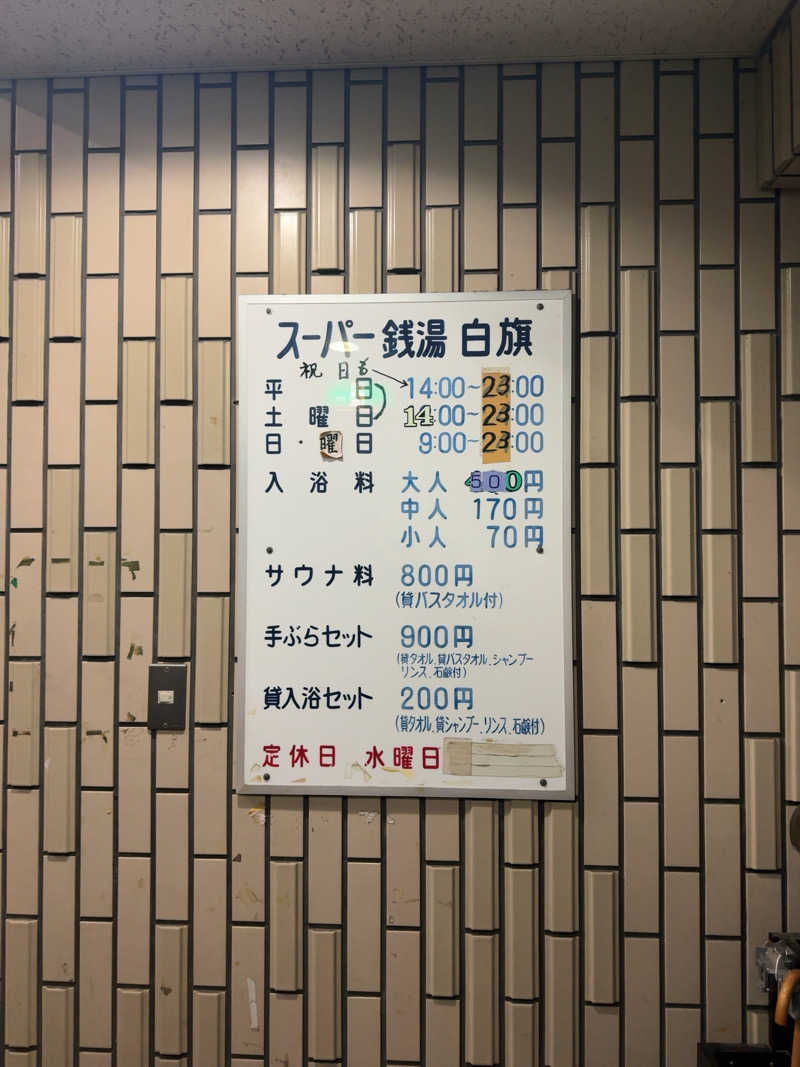 スーパー銭湯 白旗
祝日も
平日 14:00~23:00
土曜日 14:00~23:00
日・曜日 9:00~23:00
入浴料 大人 500円
中人 170円
小人 70円
サウナ料 800円
(貸バスタオル付)
手ぶらセット 900円
(貸タオル、貸バスタオル、シャンプー
リンス、石鹸付)
貸入浴セット 200円
(貸タオル、貸シャンプー、リンス、石鹸付)
定休日 水曜日